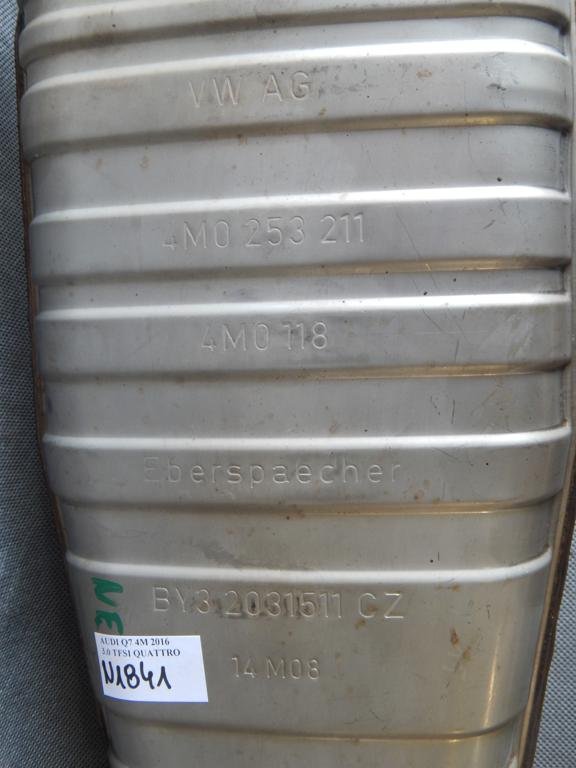 VW AG
4M0 253 211
4M0 118
Eberspaecher
BY3 2031511 CZ
NE
AUDI Q7 4M 2016
3.0 TFSI QUATTRO
N1841
14 M08